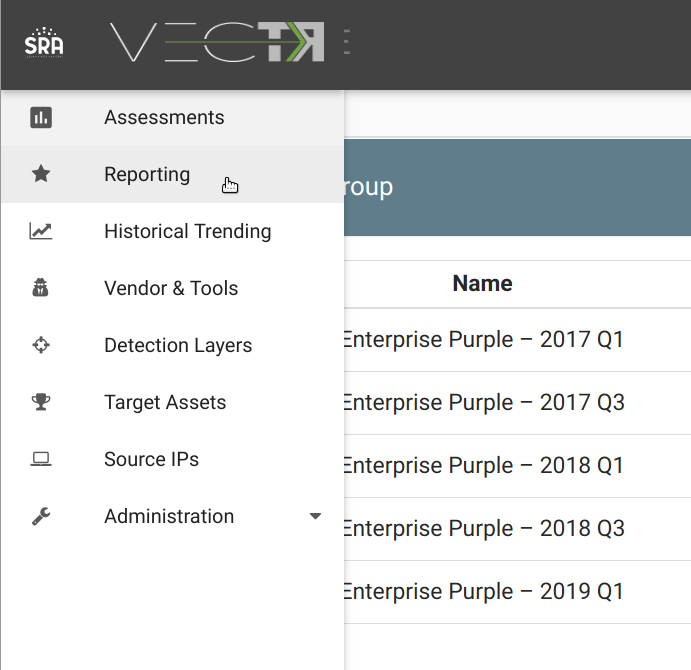 SRA
VECTR
Assessments
Reporting
roup
Historical Trending
Name
Vendor & Tools
Enterprise Purple – 2017 Q1
Detection Layers
Enterprise Purple – 2017 Q3
Target Assets
Enterprise Purple – 2018 Q1
Source IPs
Enterprise Purple – 2018 Q3
Administration
Enterprise Purple – 2019 Q1